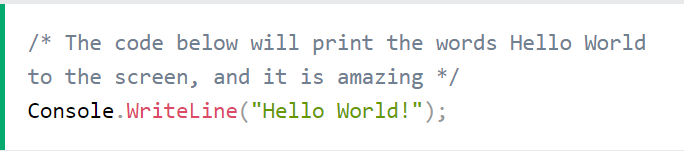 /* The code below will print the words Hello World
to the screen, and it is amazing */
Console.WriteLine("Hello World!");